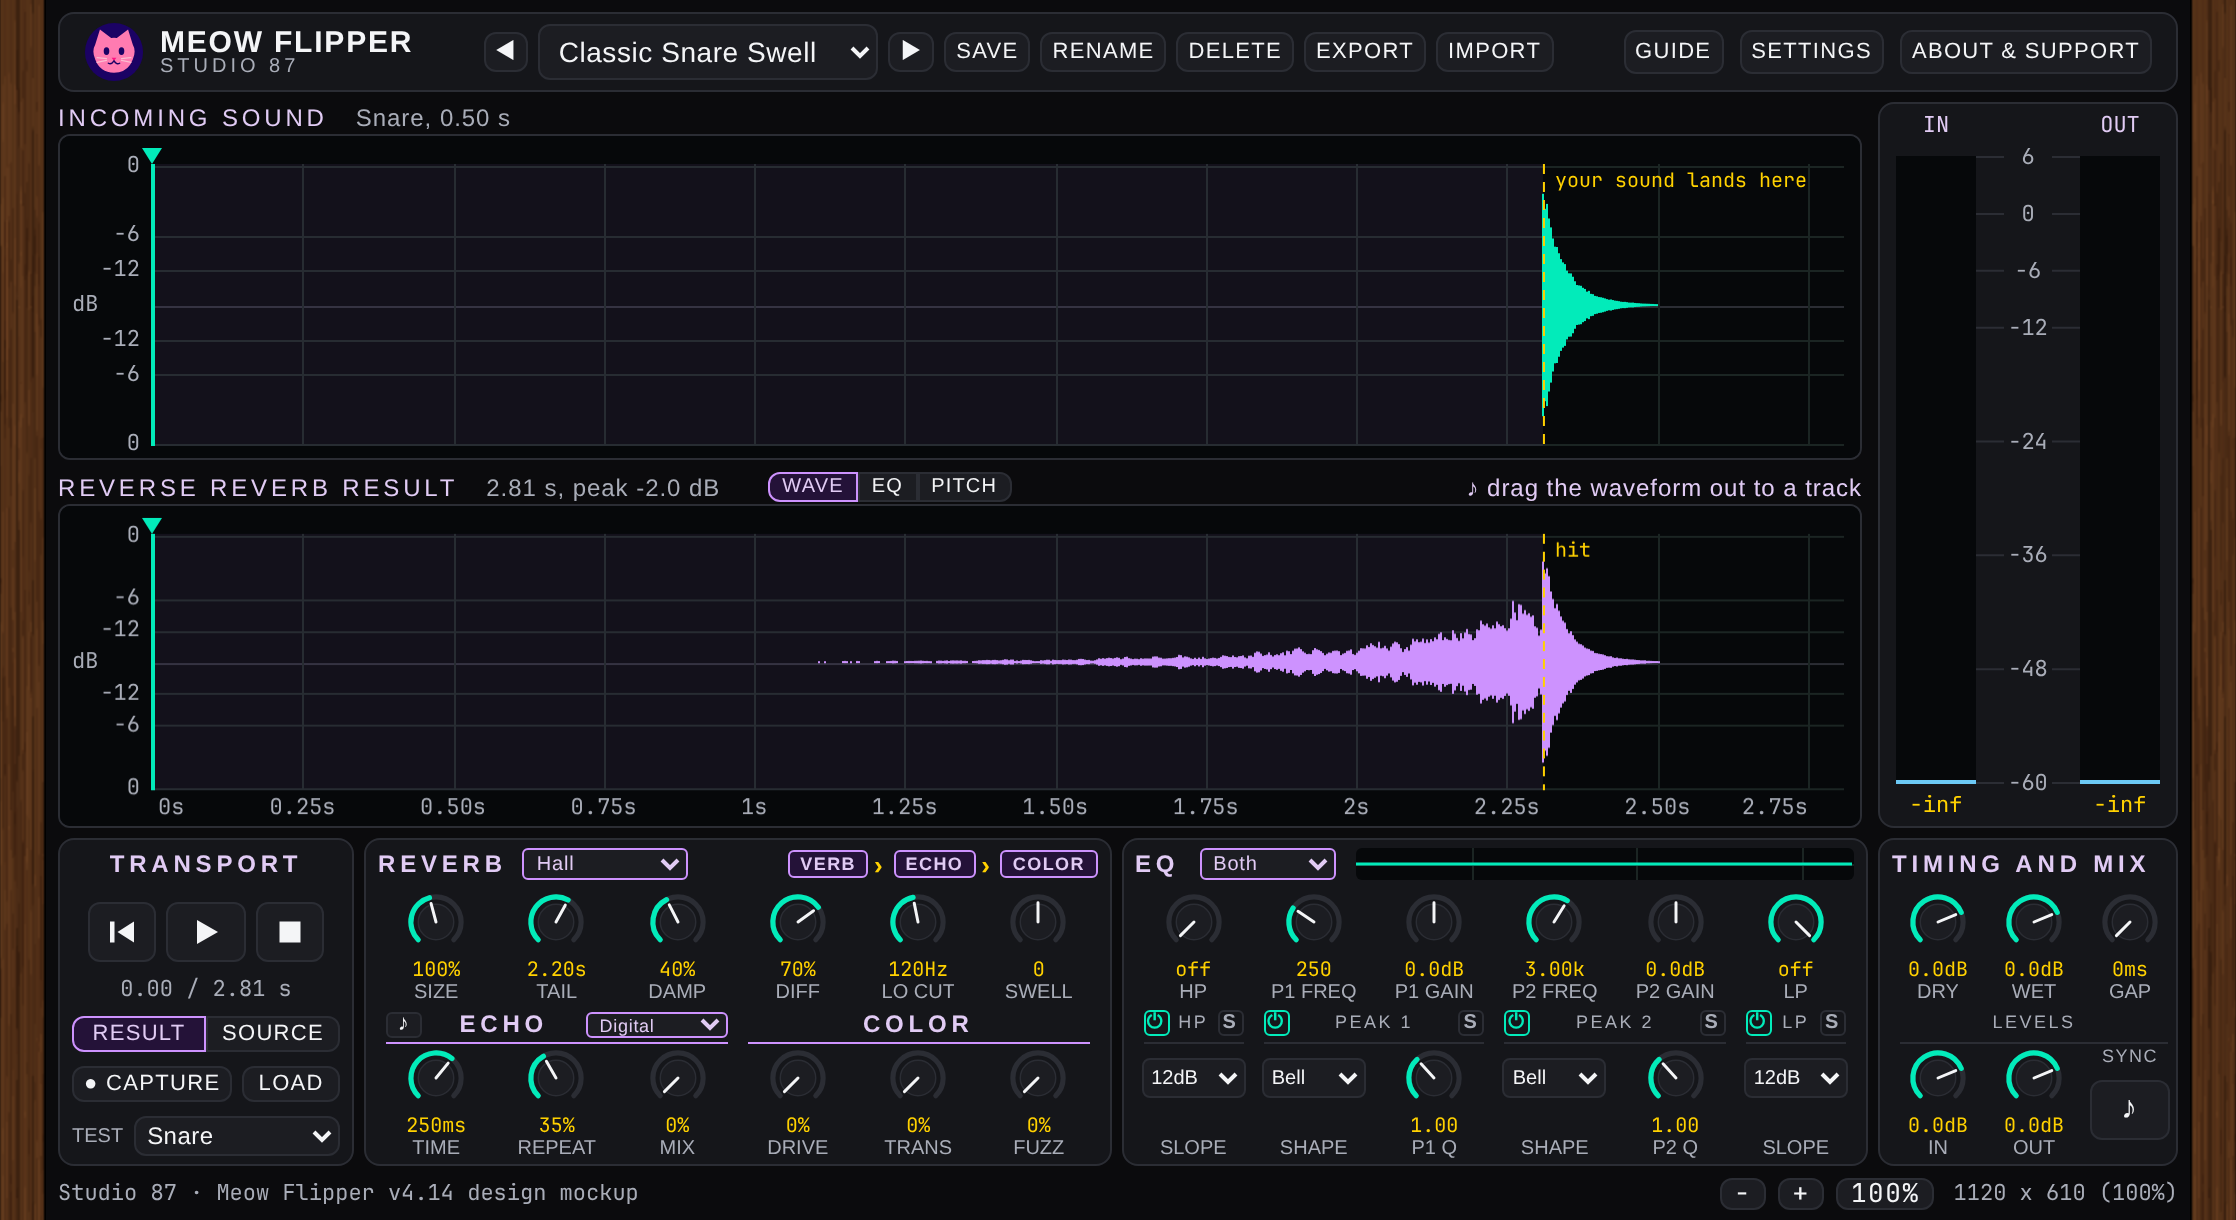 MEOW FLIPPER
STUDIO 87
Classic Snare Swell
SAVE
RENAME
DELETE
EXPORT
IMPORT
GUIDE
SETTINGS
ABOUT & SUPPORT
INCOMING SOUND
Snare, 0.50 s
0
-6
-12
dB
-12
-6
0
your sound lands here
REVERSE REVERB RESULT
2.81 s, peak -2.0 dB
WAVE
EQ
PITCH
♪ drag the waveform out to a track
0
-6
-12
dB
-12
-6
0
hit
0s
0.25s
0.50s
0.75s
1s
1.25s
1.50s
1.75s
2s
2.25s
2.50s
2.75s
IN
OUT
6
0
-6
-12
-24
-36
-48
-60
-inf
-inf
TRANSPORT
0.00 / 2.81 s
RESULT
SOURCE
● CAPTURE
LOAD
TEST
Snare
REVERB
Hall
VERB
›
ECHO
›
COLOR
100%
2.20s
40%
70%
120Hz
0
SIZE
TAIL
DAMP
DIFF
LO CUT
SWELL
♪
ECHO
Digital
COLOR
250ms
35%
0%
0%
0%
0%
TIME
REPEAT
MIX
DRIVE
TRANS
FUZZ
EQ
Both
off
250
0.0dB
3.00k
0.0dB
off
HP
P1 FREQ
P1 GAIN
P2 FREQ
P2 GAIN
LP
HP
S
PEAK 1
S
PEAK 2
S
LP
S
12dB
Bell
Bell
12dB
1.00
1.00
SLOPE
SHAPE
P1 Q
SHAPE
P2 Q
SLOPE
TIMING AND MIX
0.0dB
0.0dB
0ms
DRY
WET
GAP
LEVELS
SYNC
♪
0.0dB
0.0dB
IN
OUT
Studio 87 · Meow Flipper v4.14 design mockup
-
+
100%
1120 x 610 (100%)